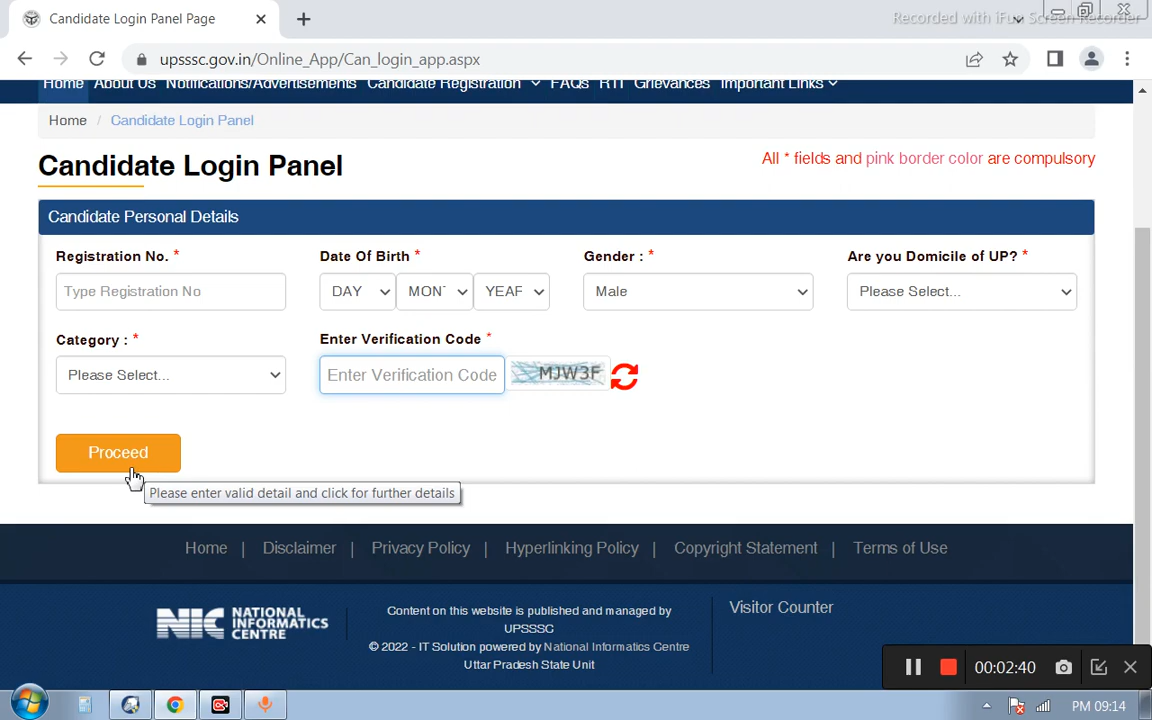 Candidate Login Panel Page
Recorded with iFun Screen Recorder
upsssc.gov.in/Online_App/Can_login_app.aspx
Home About Us Notifications/Advertisements Candidate Registration FAQs RTI Grievances Important Links
Home / Candidate Login Panel
Candidate Login Panel
All * fields and pink border color are compulsory
Candidate Personal Details
Registration No. * Date Of Birth * Gender : * Are you Domicile of UP? *
Type Registration No DAY MON YEAR Male Please Select...
Category : * Enter Verification Code *
Please Select... Enter Verification Code MJW3F
Proceed
Please enter valid detail and click for further details
Home | Disclaimer | Privacy Policy | Hyperlinking Policy | Copyright Statement | Terms of Use
NIC NATIONAL INFORMATICS CENTRE
Content on this website is published and managed by
UPSSSC
© 2022 - IT Solution powered by National Informatics Centre
Uttar Pradesh State Unit
Visitor Counter
00:02:40
PM 09:14